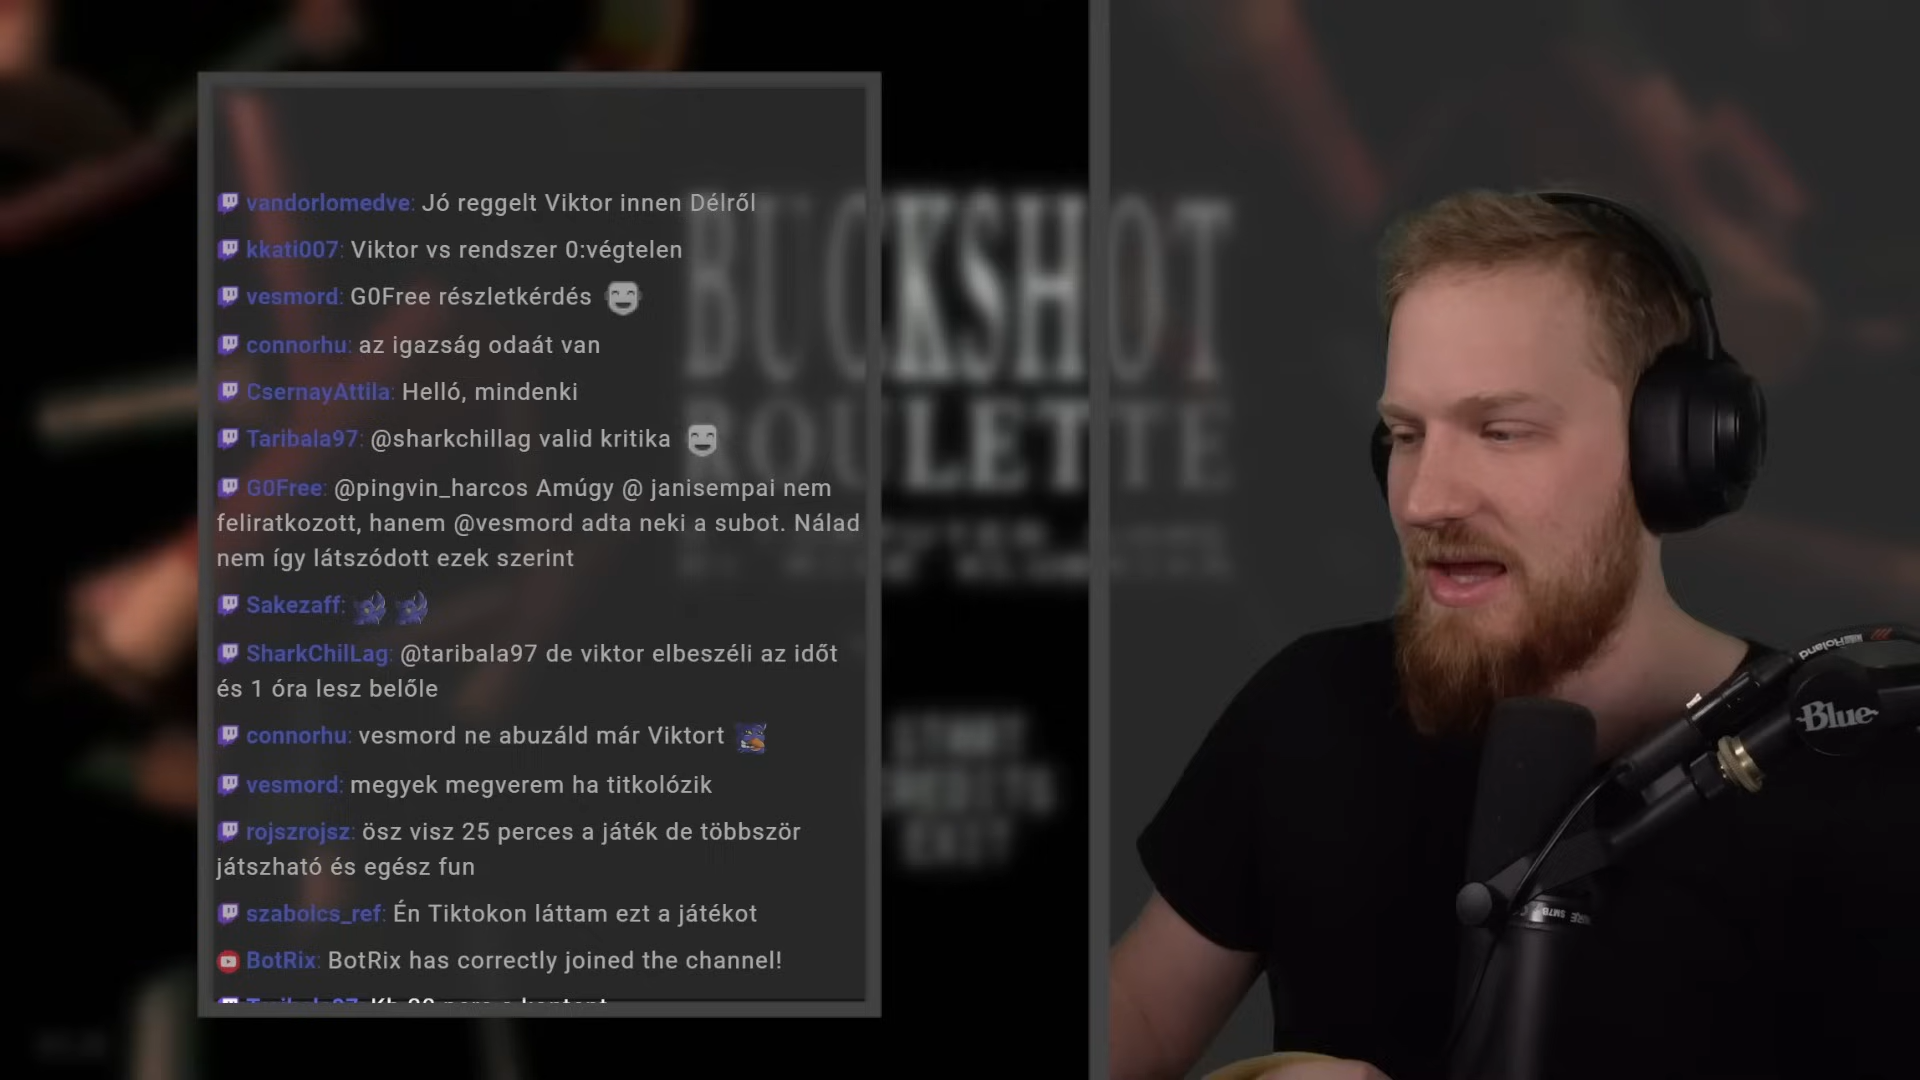 vandorlomedve: Jó reggelt Viktor innen Délről
kkati007: Viktor vs rendszer 0:végtelen
vesmord: G0Free részletkérdés
connorhu: az igazság odaát van
CsernayAttila: Helló, mindenki
Taribala97: @sharkchillag valid kritika
G0Free: @pingvin_harcos Amúgy @ janisempai nem
feliratkozott, hanem @vesmord adta neki a subot. Nálad
nem így látszódott ezek szerint
Sakezaff:
SharkChilLag: @taribala97 de viktor elbeszéli az időt
és 1 óra lesz belőle
connorhu: vesmord ne abuzáld már Viktort
vesmord: megyek megverem ha titkolózik
rojszrojsz: ösz visz 25 perces a játék de többször
játszható és egész fun
szabolcs_ref: Én Tiktokon láttam ezt a játékot
BotRix: BotRix has correctly joined the channel!
BUCKSHOT
ROULETTE
START
CREDITS
EXIT
Blue